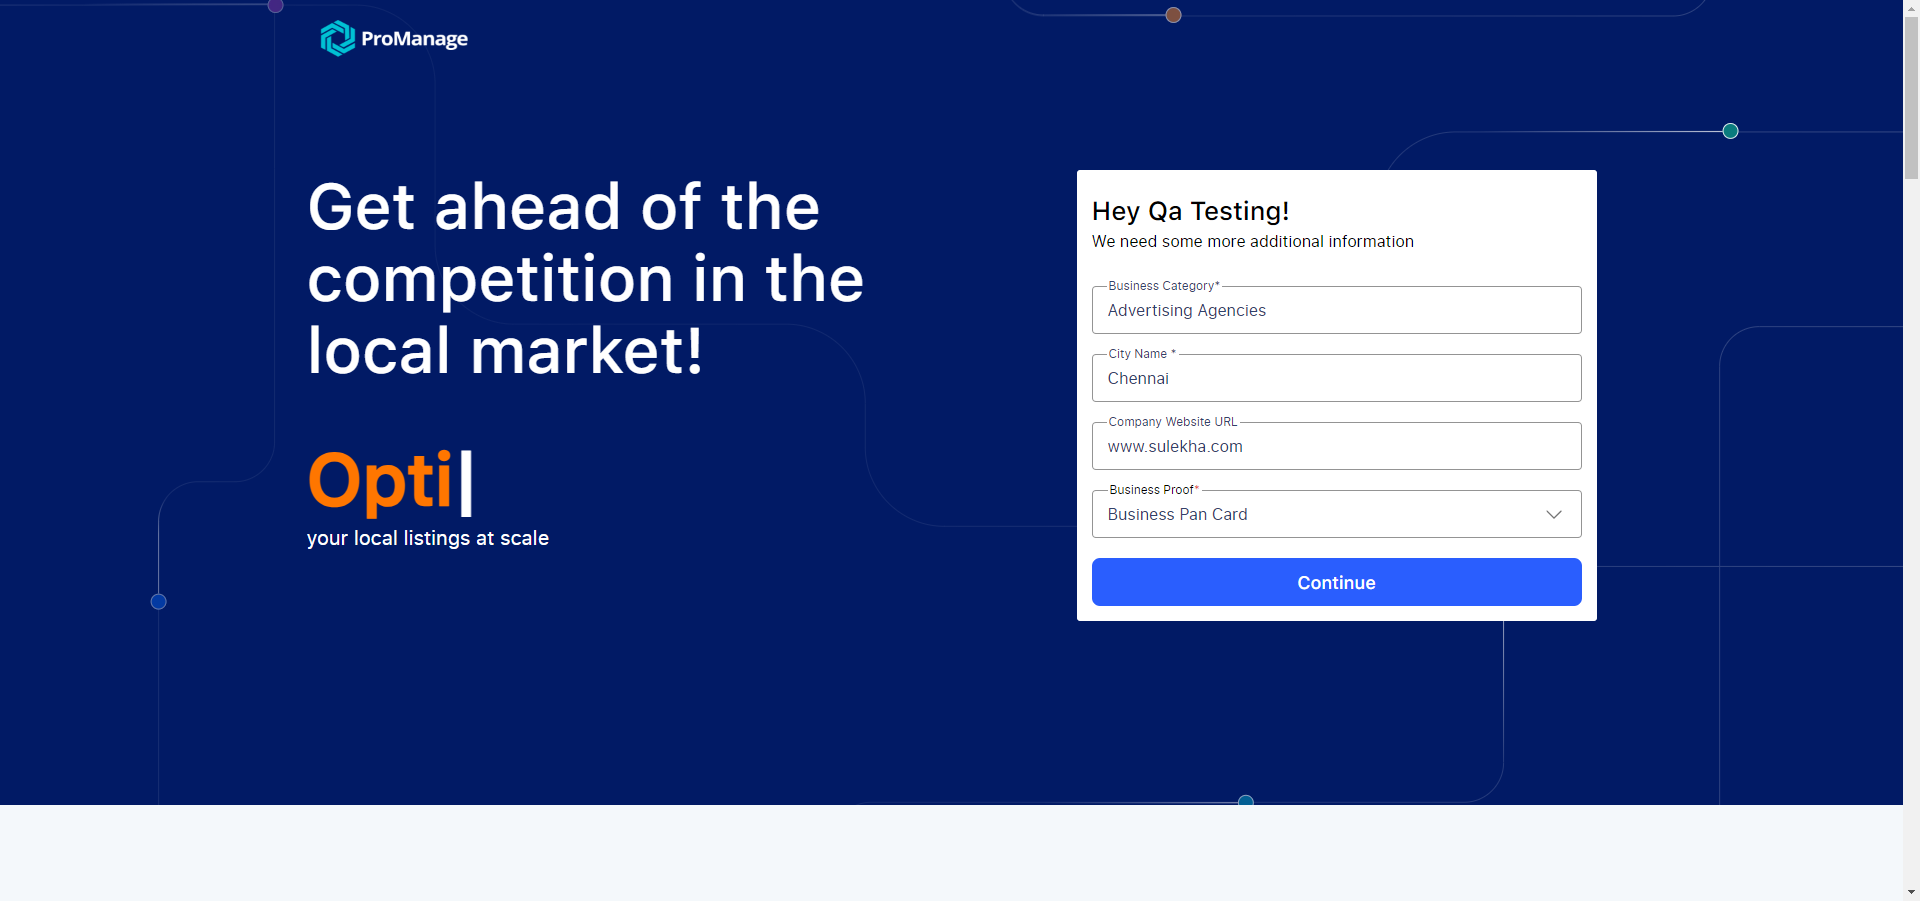 ProManage
Get ahead of the
competition in the
local market!
Opti
your local listings at scale
Hey Qa Testing!
We need some more additional information
Business Category*
Advertising Agencies
City Name *
Chennai
Company Website URL
www.sulekha.com
Business Proof*
Business Pan Card
Continue